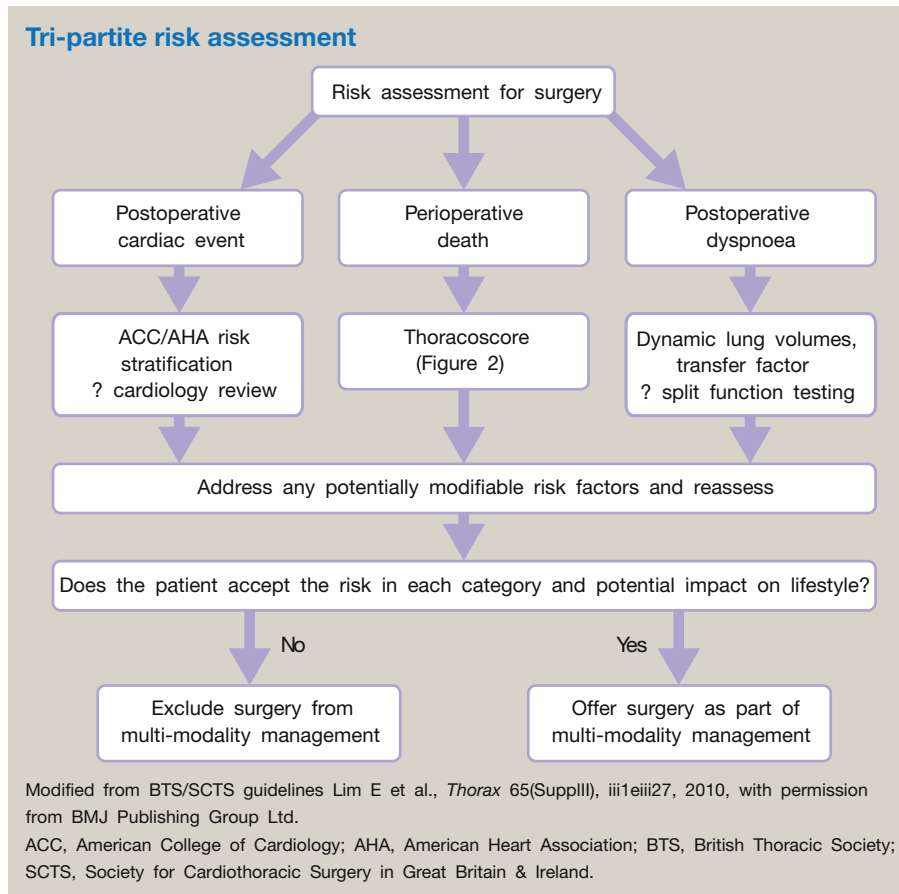 Tri-partite risk assessment
Risk assessment for surgery
Postoperative
cardiac event
Perioperative
death
Postoperative
dyspnoea
ACC/AHA risk
stratification
? cardiology review
Thoracoscore
(Figure 2)
Dynamic lung volumes,
transfer factor
? split function testing
Address any potentially modifiable risk factors and reassess
Does the patient accept the risk in each category and potential impact on lifestyle?
No
Yes
Exclude surgery from
multi-modality management
Offer surgery as part of
multi-modality management
Modified from BTS/SCTS guidelines Lim E et al., Thorax 65(SupplII), iii1eiii27, 2010, with permission
from BMJ Publishing Group Ltd.
ACC, American College of Cardiology; AHA, American Heart Association; BTS, British Thoracic Society;
SCTS, Society for Cardiothoracic Surgery in Great Britain & Ireland.